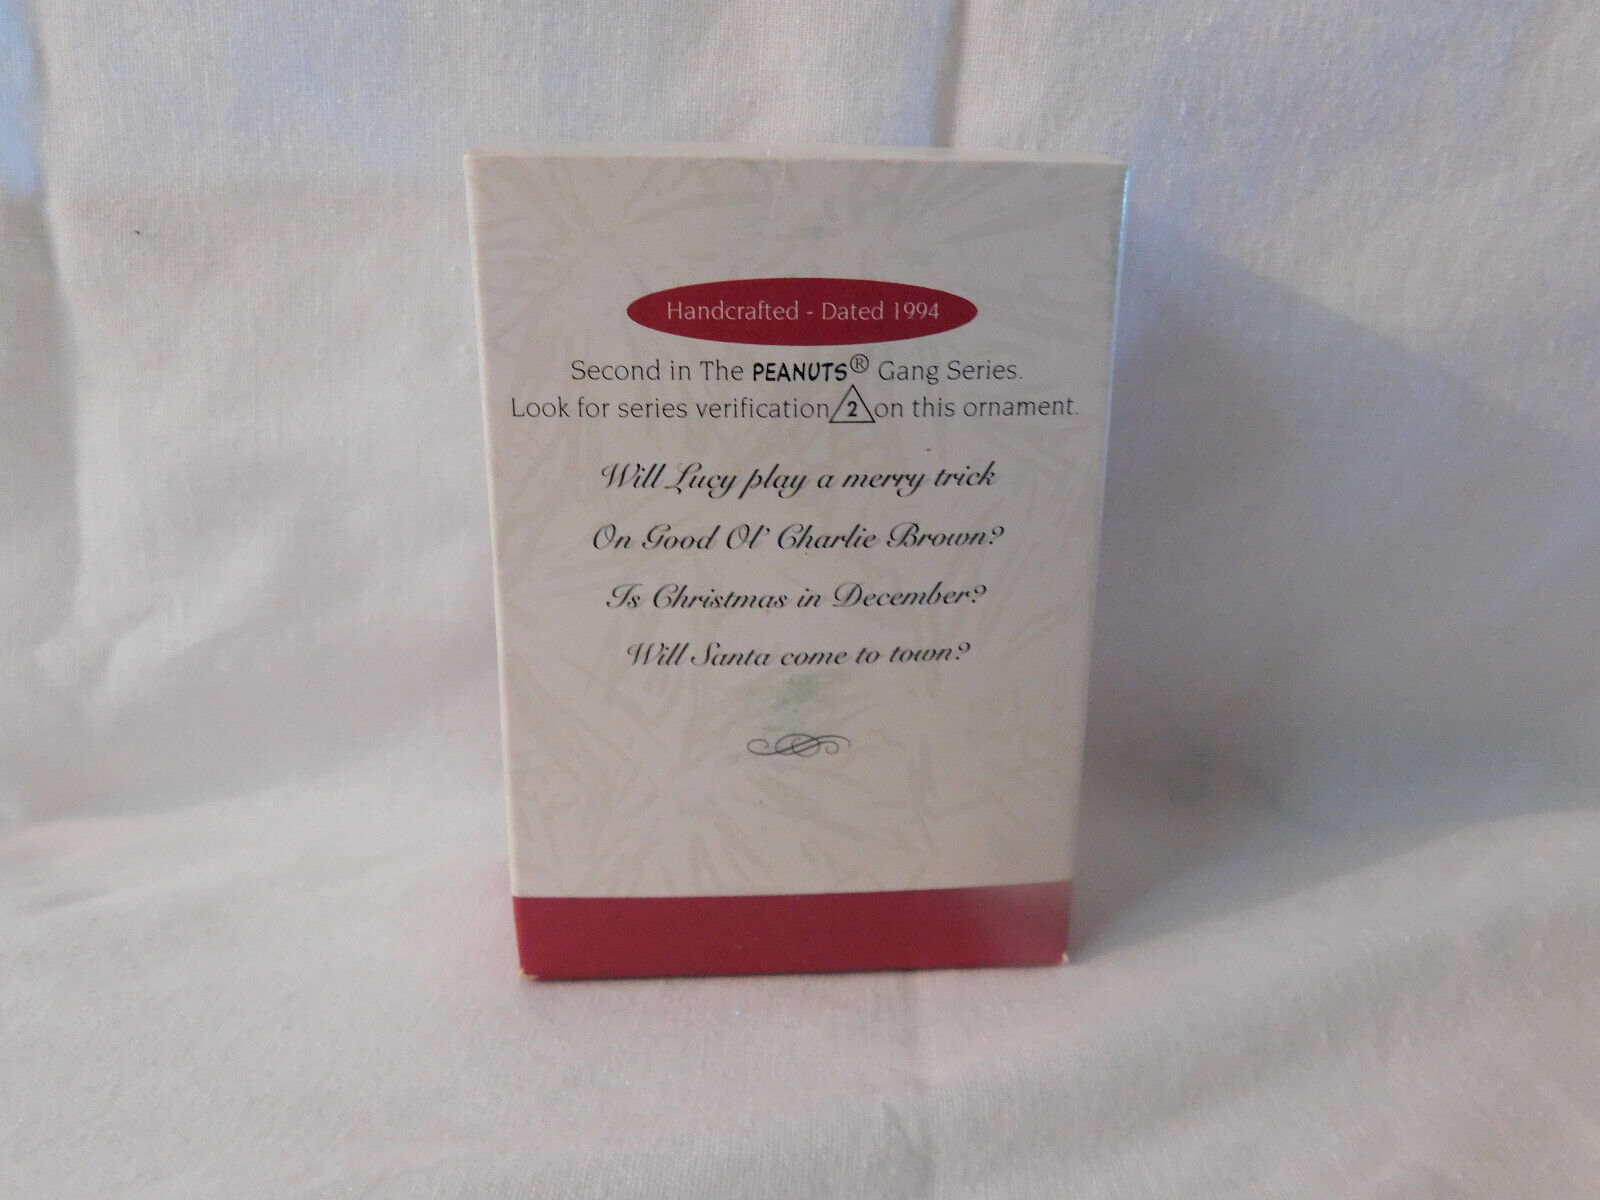 Handcrafted - Dated 1994
Second in The PEANUTS® Gang Series.
Look for series verification 2 on this ornament.
Will Lucy play a merry trick
On Good Ol' Charlie Brown?
Is Christmas in December?
Will Santa come to town?